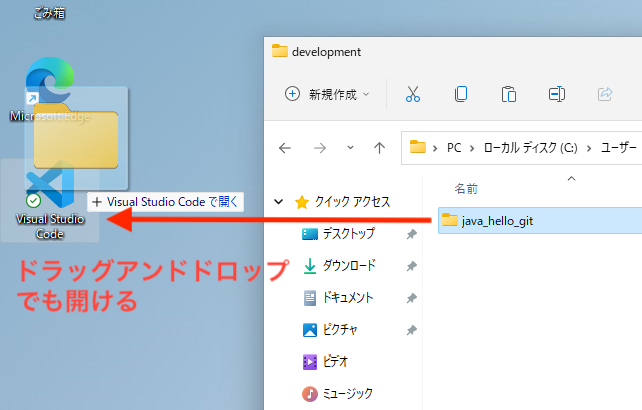 ごみ箱
Microsoft Edge
Visual Studio Code で開く
Visual Studio
Code
ドラッグアンドドロップ
でも開ける
development
新規作成
PC
ローカル ディスク (C:)
ユーザー
クイック アクセス
デスクトップ
ダウンロード
ドキュメント
ピクチャ
ビデオ
ミュージック
名前
java_hello_git